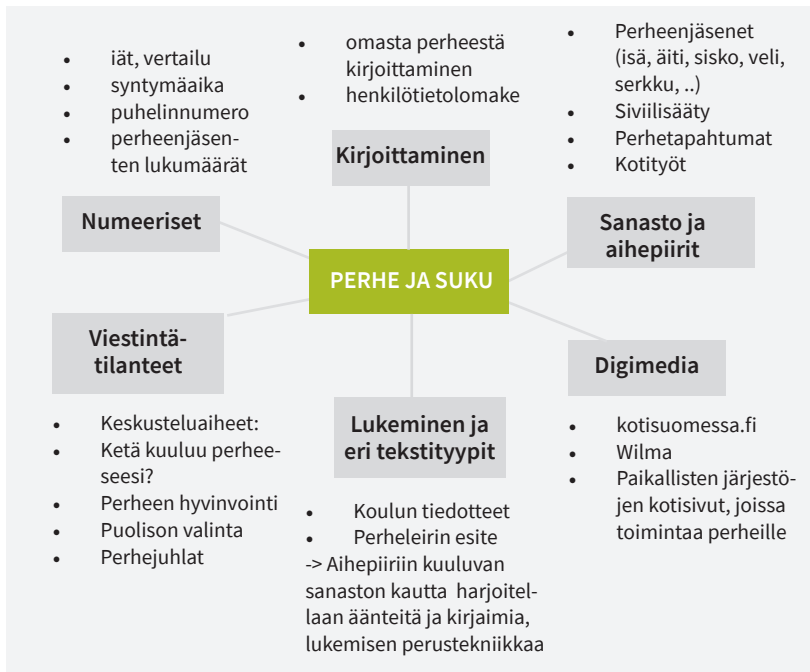 • iät, vertailu
• syntymäaika
• puhelinnumero
• perheenjäsen-
ten lukumäärät
Numeeriset
• omasta perheestä
kirjoittaminen
• henkilötietolomake
Kirjoittaminen
• Perheenjäsenet
(isä, äiti, sisko, veli,
serkku, ..)
• Siviilisääty
• Perhetapahtumat
• Kotityöt
Sanasto ja
aihepiirit
PERHE JA SUKU
Viestintä-
tilanteet
• Keskusteluaiheet:
• Ketä kuuluu perhee-
seesi?
• Perheen hyvinvointi
• Puolison valinta
• Perhejuhlat
Lukeminen ja
eri tekstityypit
• Koulun tiedotteet
• Perheleirin esite
-> Aihepiiriin kuuluvan
sanaston kautta harjoitel-
laan äänteitä ja kirjaimia,
lukemisen perustekniikkaa
Digimedia
• kotisuomessa.fi
• Wilma
• Paikallisten järjestö-
jen kotisivut, joissa
toimintaa perheille